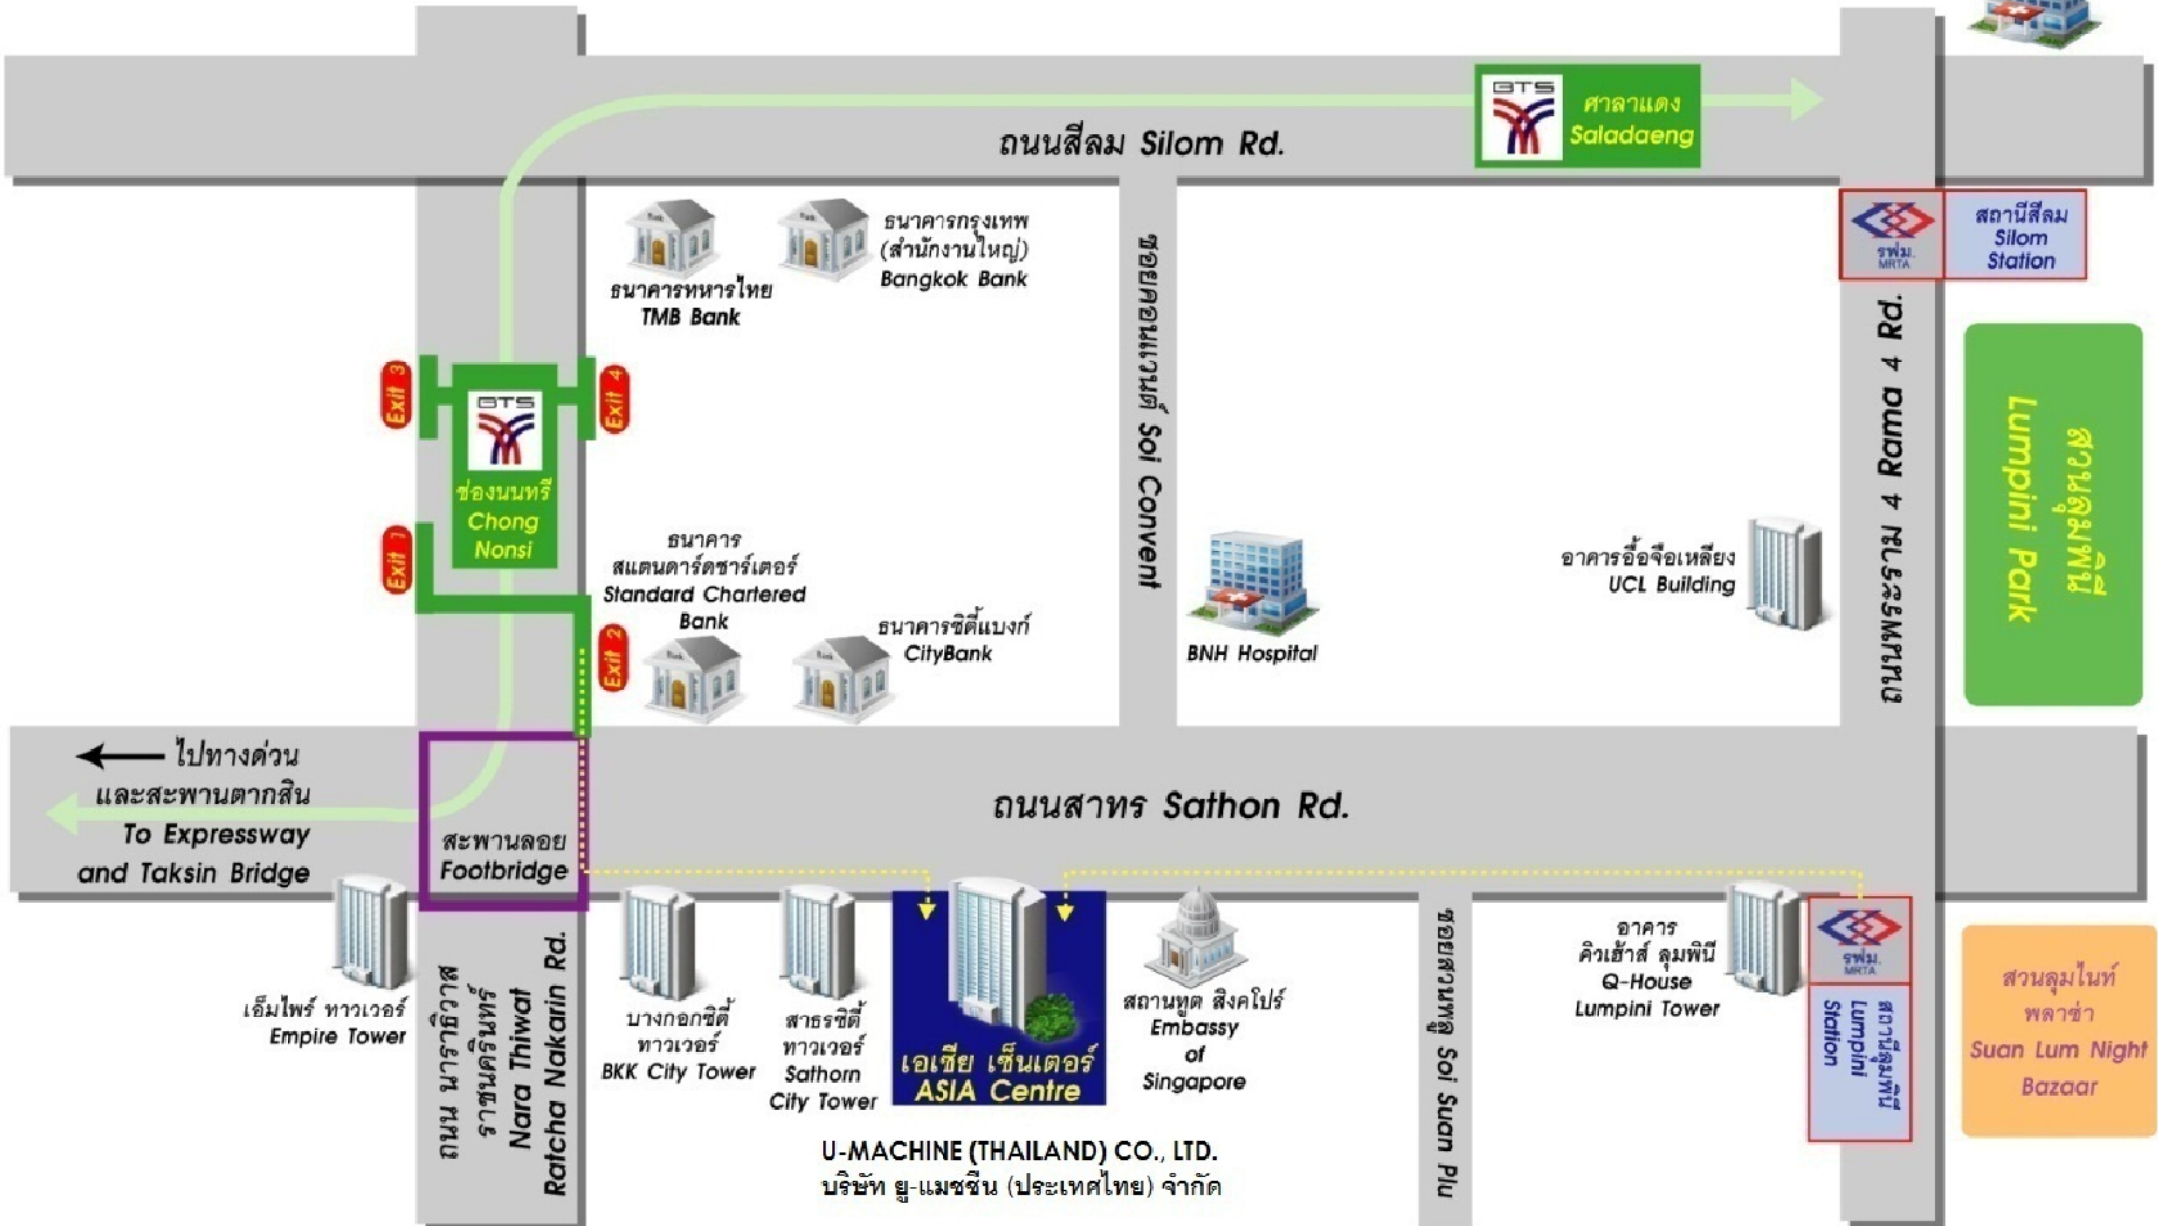 BTS
ศาลาแดง
Saladaeng
ถนนสีลม Silom Rd.
ธนาคารทหารไทย
TMB Bank
ธนาคารกรุงเทพ
(สำนักงานใหญ่)
Bangkok Bank
ซอยคอนแวนต์ Soi Convent
รฟม.
MRTA
สถานีสีลม
Silom
Station
Exit 3
Exit 4
BTS
ช่องนนทรี
Chong
Nonsi
Exit 1
Exit 2
ธนาคาร
สแตนดาร์ดชาร์เตอร์
Standard Chartered
Bank
ธนาคารซิตี้แบงก์
CityBank
BNH Hospital
อาคารอื้อจือเหลียง
UCL Building
ถนนพระราม 4 Rama 4 Rd.
สวนลุมพินี
Lumpini Park
ไปทางด่วน
และสะพานตากสิน
To Expressway
and Taksin Bridge
สะพานลอย
Footbridge
ถนนสาทร Sathon Rd.
เอ็มไพร์ ทาวเวอร์
Empire Tower
ถนน นาราธิวาส
ราชนครินทร์
Nara Thiwat
Ratcha Nakarin Rd.
บางกอกซิตี้
ทาวเวอร์
BKK City Tower
สาธรซิตี้
ทาวเวอร์
Sathorn
City Tower
เอเชีย เซ็นเตอร์
ASIA Centre
สถานทูต สิงคโปร์
Embassy
of
Singapore
ซอยสวนพลู Soi Suan Plu
อาคาร
คิวเฮ้าส์ ลุมพินี
Q-House
Lumpini Tower
รฟม.
MRTA
สถานีลุมพินี
Lumpini
Station
สวนลุมไนท์
พลาซ่า
Suan Lum Night
Bazaar
U-MACHINE (THAILAND) CO., LTD.
บริษัท ยู-แมชชีน (ประเทศไทย) จำกัด